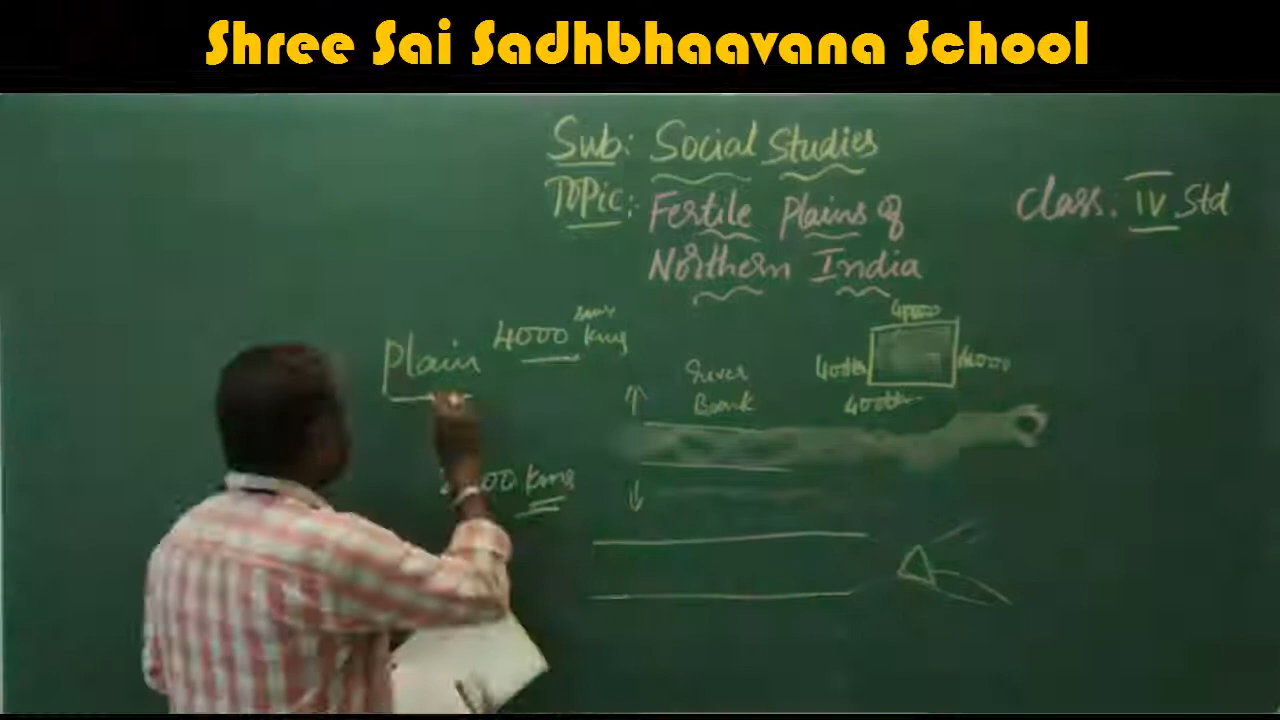 Shree Sai Sadhbhaavana School
Sub: Social Studies
Topic: Fertile Plains of
Northern India
Class: IV Std
Plain
4000 kms
River
Bank
4000
4000
4000
kms